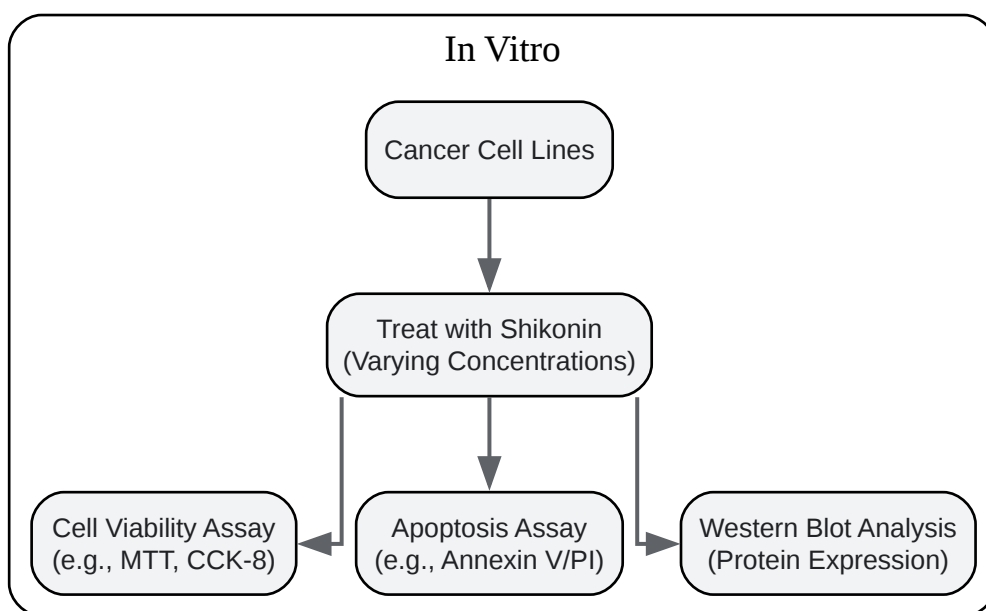 In Vitro
Cancer Cell Lines
Treat with Shikonin
(Varying Concentrations)
Cell Viability Assay
(e.g., MTT, CCK-8)
Apoptosis Assay
(e.g., Annexin V/PI)
Western Blot Analysis
(Protein Expression)